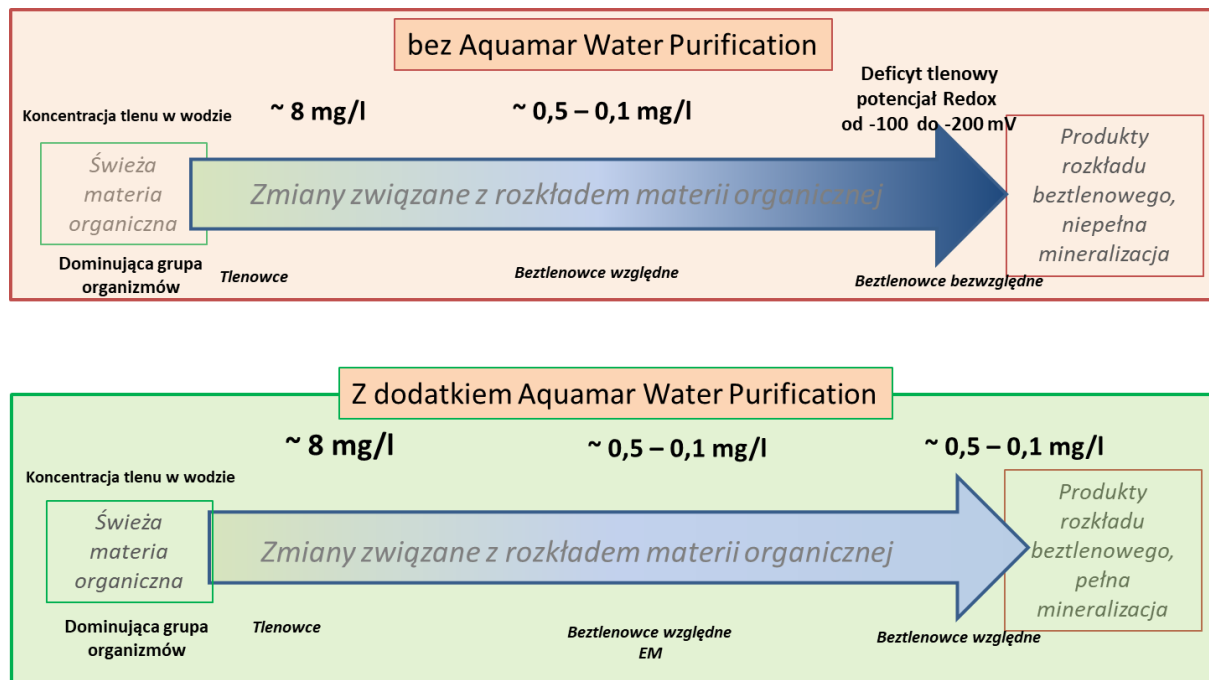 bez Aquamar Water Purification
Koncentracja tlenu w wodzie
~ 8 mg/l
~ 0,5 – 0,1 mg/l
Deficyt tlenowy
potencjał Redox
od -100 do -200 mV
Świeża
materia
organiczna
Zmiany związane z rozkładem materii organicznej
Produkty
rozkładu
beztlenowego,
niepełna
mineralizacja
Dominująca grupa
organizmów
Tlenowce
Beztlenowce względne
Beztlenowce bezwzględne
Z dodatkiem Aquamar Water Purification
Koncentracja tlenu w wodzie
~ 8 mg/l
~ 0,5 – 0,1 mg/l
~ 0,5 – 0,1 mg/l
Świeża
materia
organiczna
Zmiany związane z rozkładem materii organicznej
Produkty
rozkładu
beztlenowego,
pełna
mineralizacja
Dominująca grupa
organizmów
Tlenowce
Beztlenowce względne
EM
Beztlenowce względne